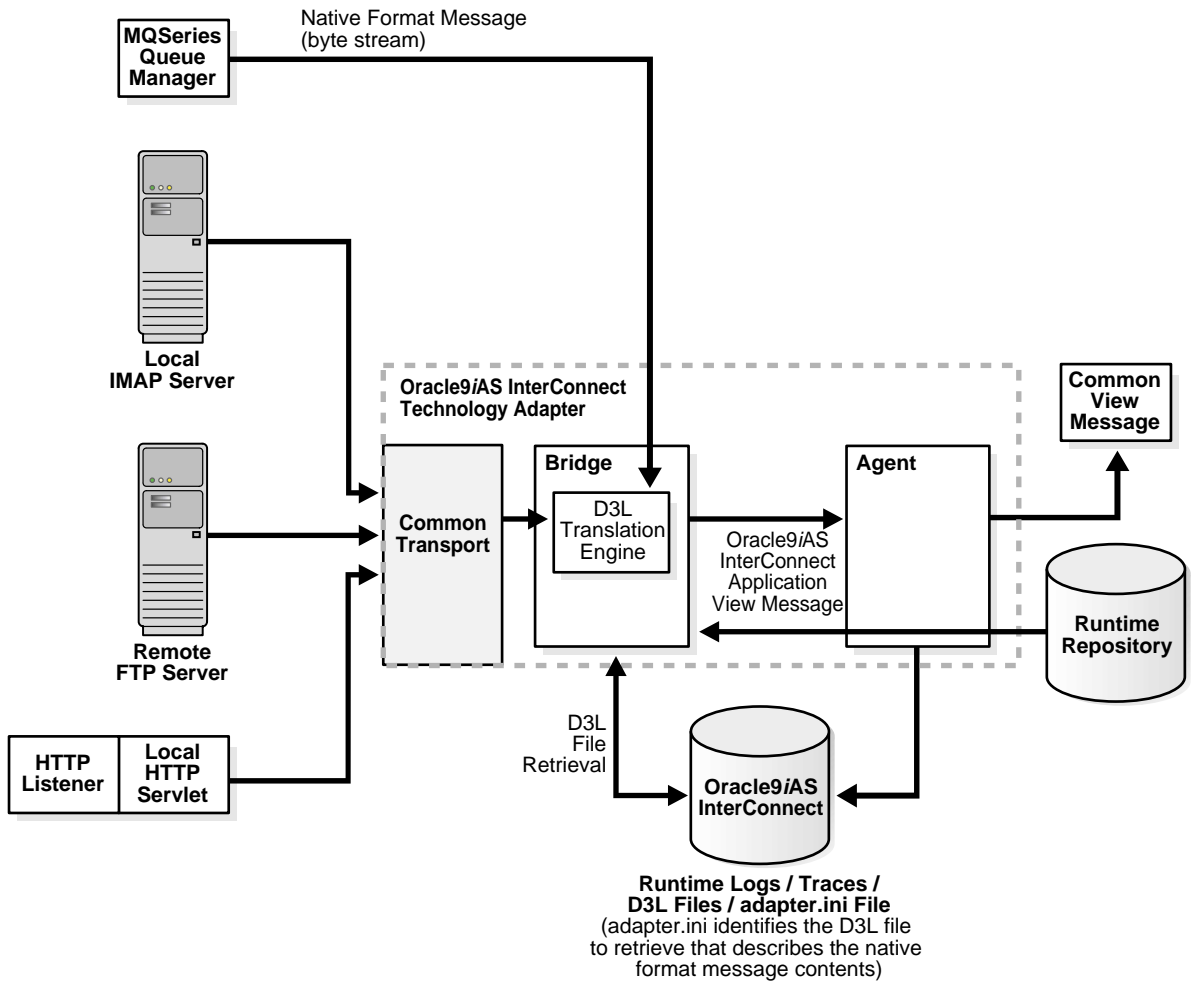 Native Format Message
(byte stream)
MQSeries
Queue
Manager
Local
IMAP Server
Oracle9iAS InterConnect
Technology Adapter
Common
View
Message
Bridge
Agent
D3L
Translation
Engine
Common
Transport
Oracle9iAS
InterConnect
Application
View Message
Runtime
Repository
Remote
FTP Server
D3L
File
Retrieval
HTTP
Listener
Local
HTTP
Servlet
Oracle9iAS
InterConnect
Runtime Logs / Traces /
D3L Files / adapter.ini File
(adapter.ini identifies the D3L file
to retrieve that describes the native
format message contents)